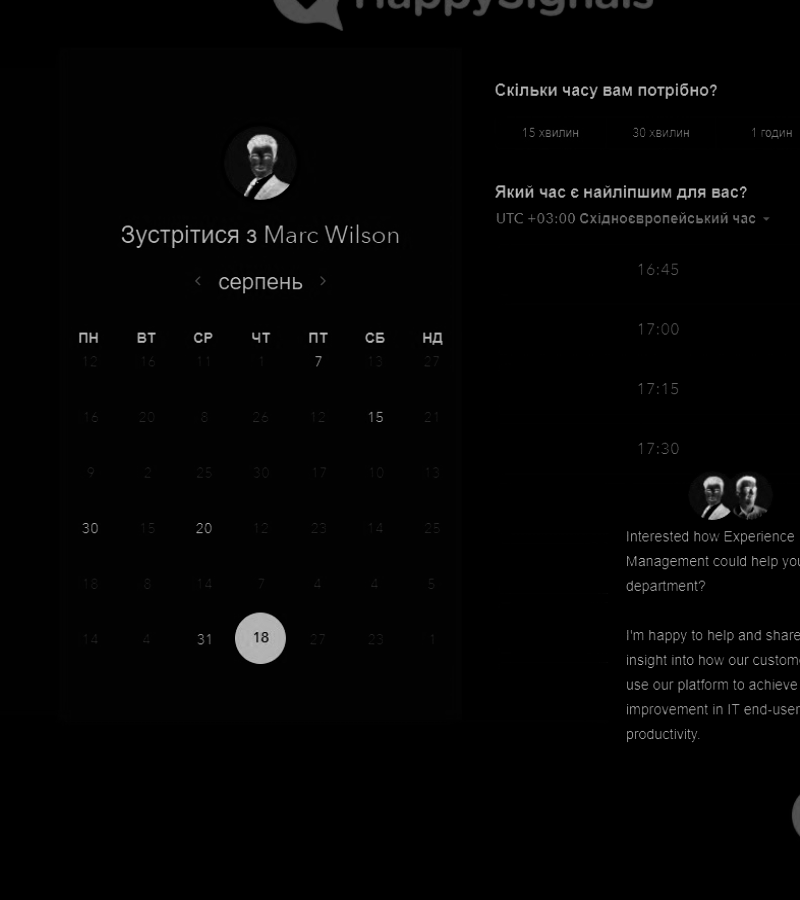 HappySignals
Зустрітися з Marc Wilson
серпень
ПН ВТ СР ЧТ ПТ СБ НД
12 16 11 1 7 13 27
16 20 8 26 12 15 21
9 2 25 30 17 10 13
30 15 20 12 23 14 25
18 8 14 7 4 4 5
14 4 31 18 27 23 1
Скільки часу вам потрібно?
15 хвилин 30 хвилин 1 годин
Який час є найліпшим для вас?
UTC +03:00 Східноєвропейський час
16:45
17:00
17:15
17:30
Interested how Experience
Management could help you
department?
I'm happy to help and share
insight into how our custome
use our platform to achieve
improvement in IT end-user
productivity.